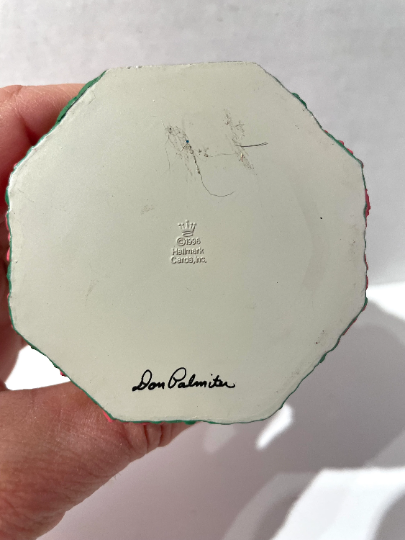 ©1996
Hallmark
Cards, Inc.
Don Palmiter